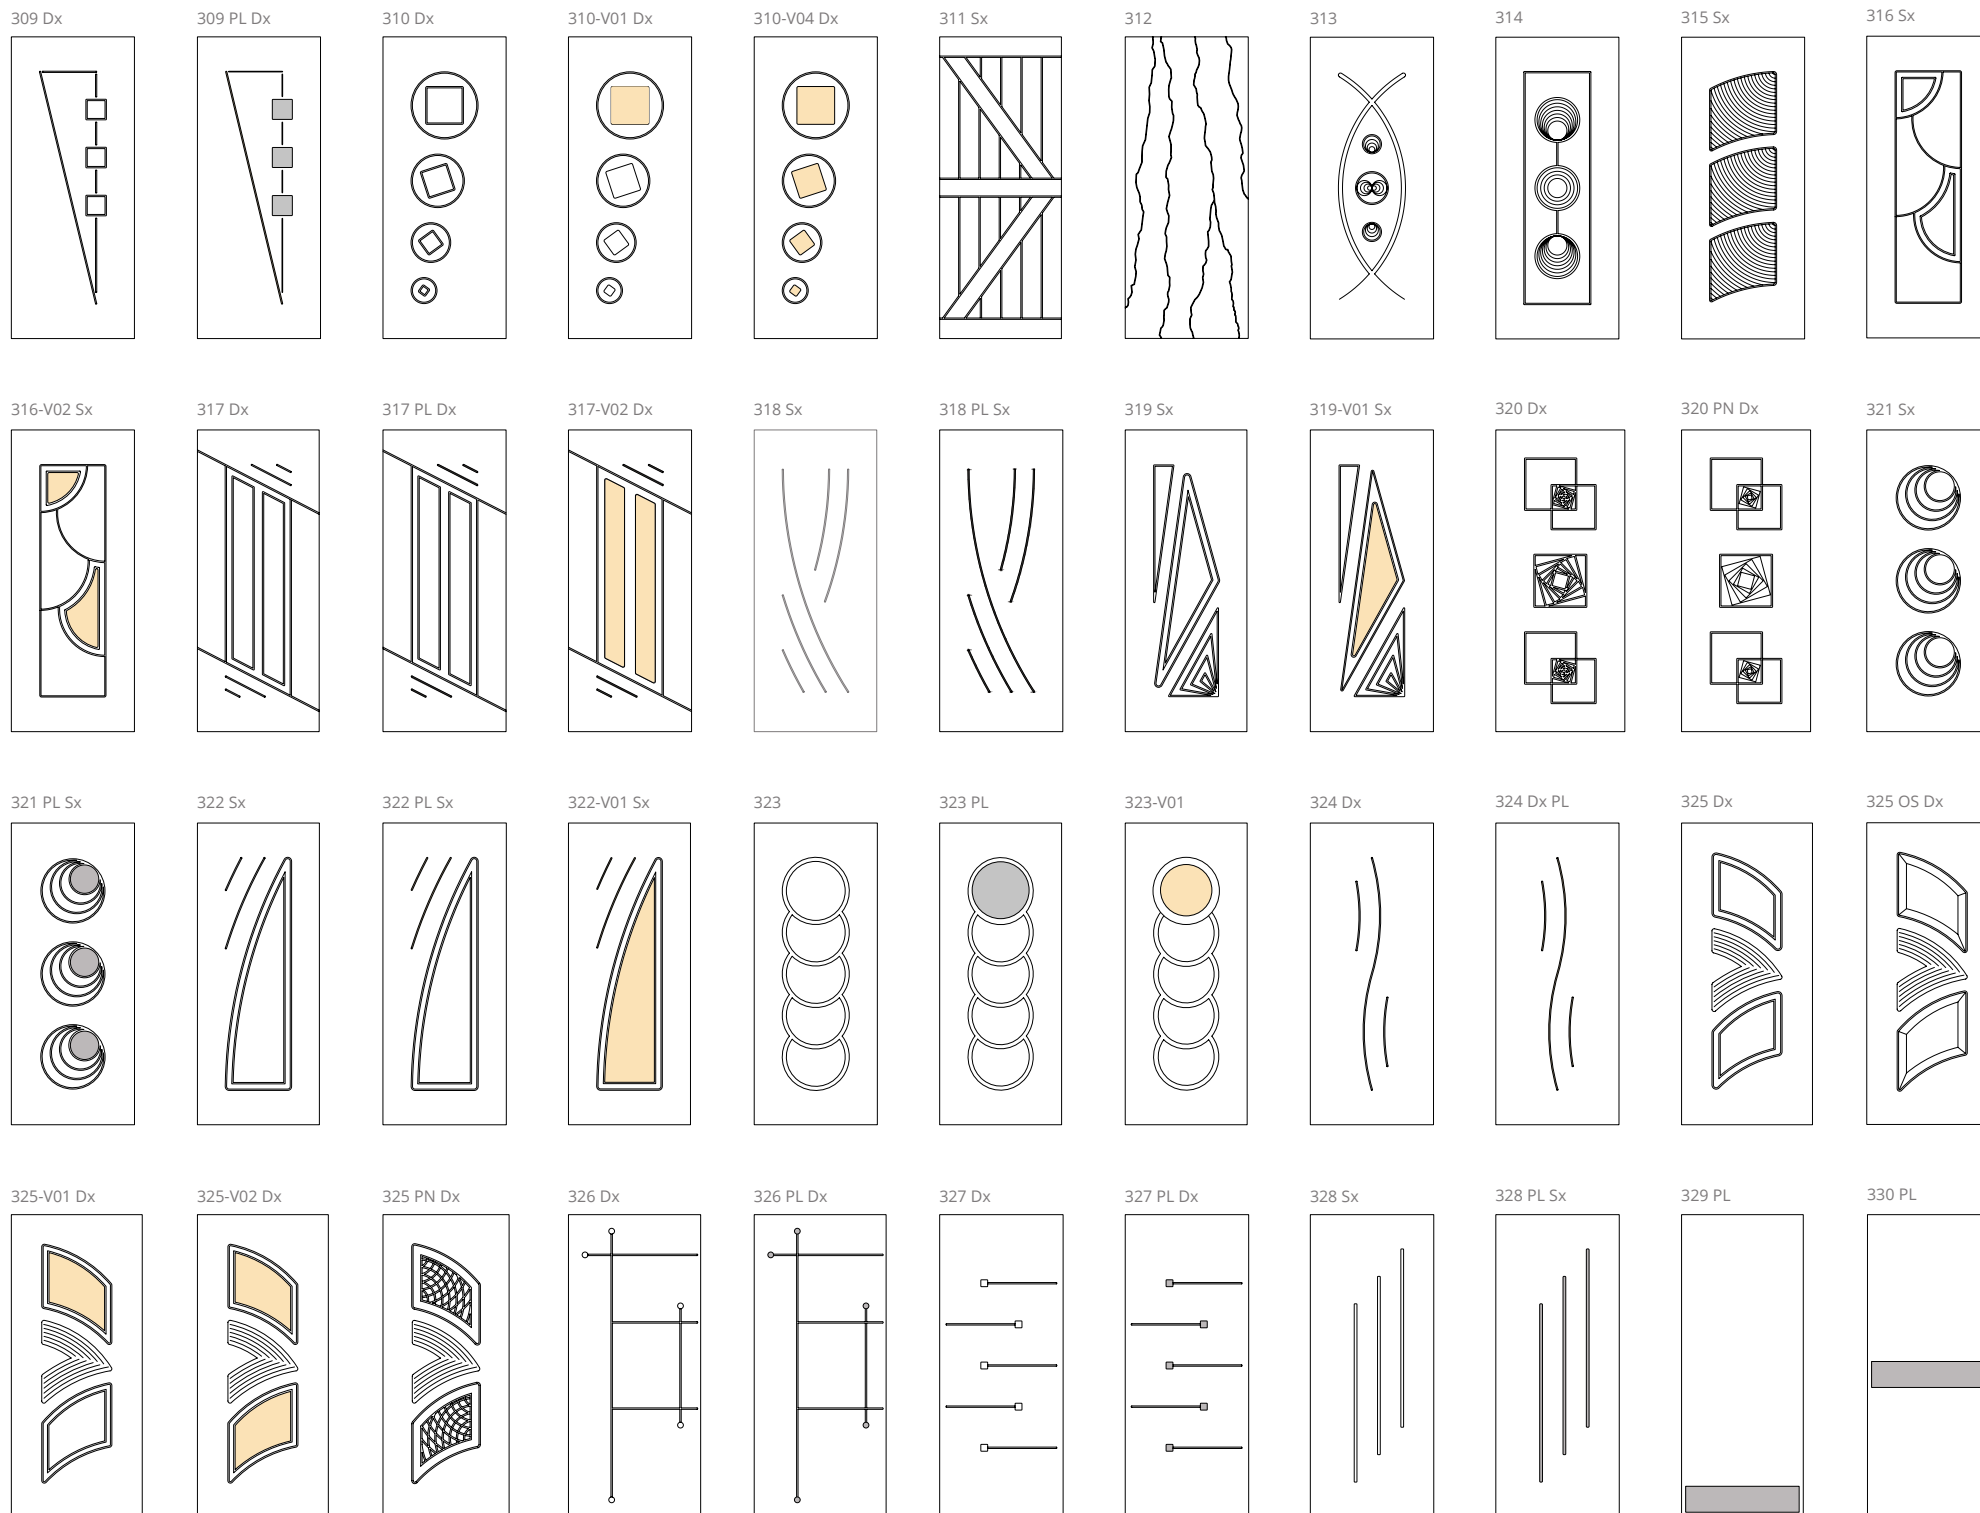 309 Dx
309 PL Dx
310 Dx
310-V01 Dx
310-V04 Dx
311 Sx
312
313
314
315 Sx
316 Sx
316-V02 Sx
317 Dx
317 PL Dx
317-V02 Dx
318 Sx
318 PL Sx
319 Sx
319-V01 Sx
320 Dx
320 PN Dx
321 Sx
321 PL Sx
322 Sx
322 PL Sx
322-V01 Sx
323
323 PL
323-V01
324 Dx
324 Dx PL
325 Dx
325 OS Dx
325-V01 Dx
325-V02 Dx
325 PN Dx
326 Dx
326 PL Dx
327 Dx
327 PL Dx
328 Sx
328 PL Sx
329 PL
330 PL